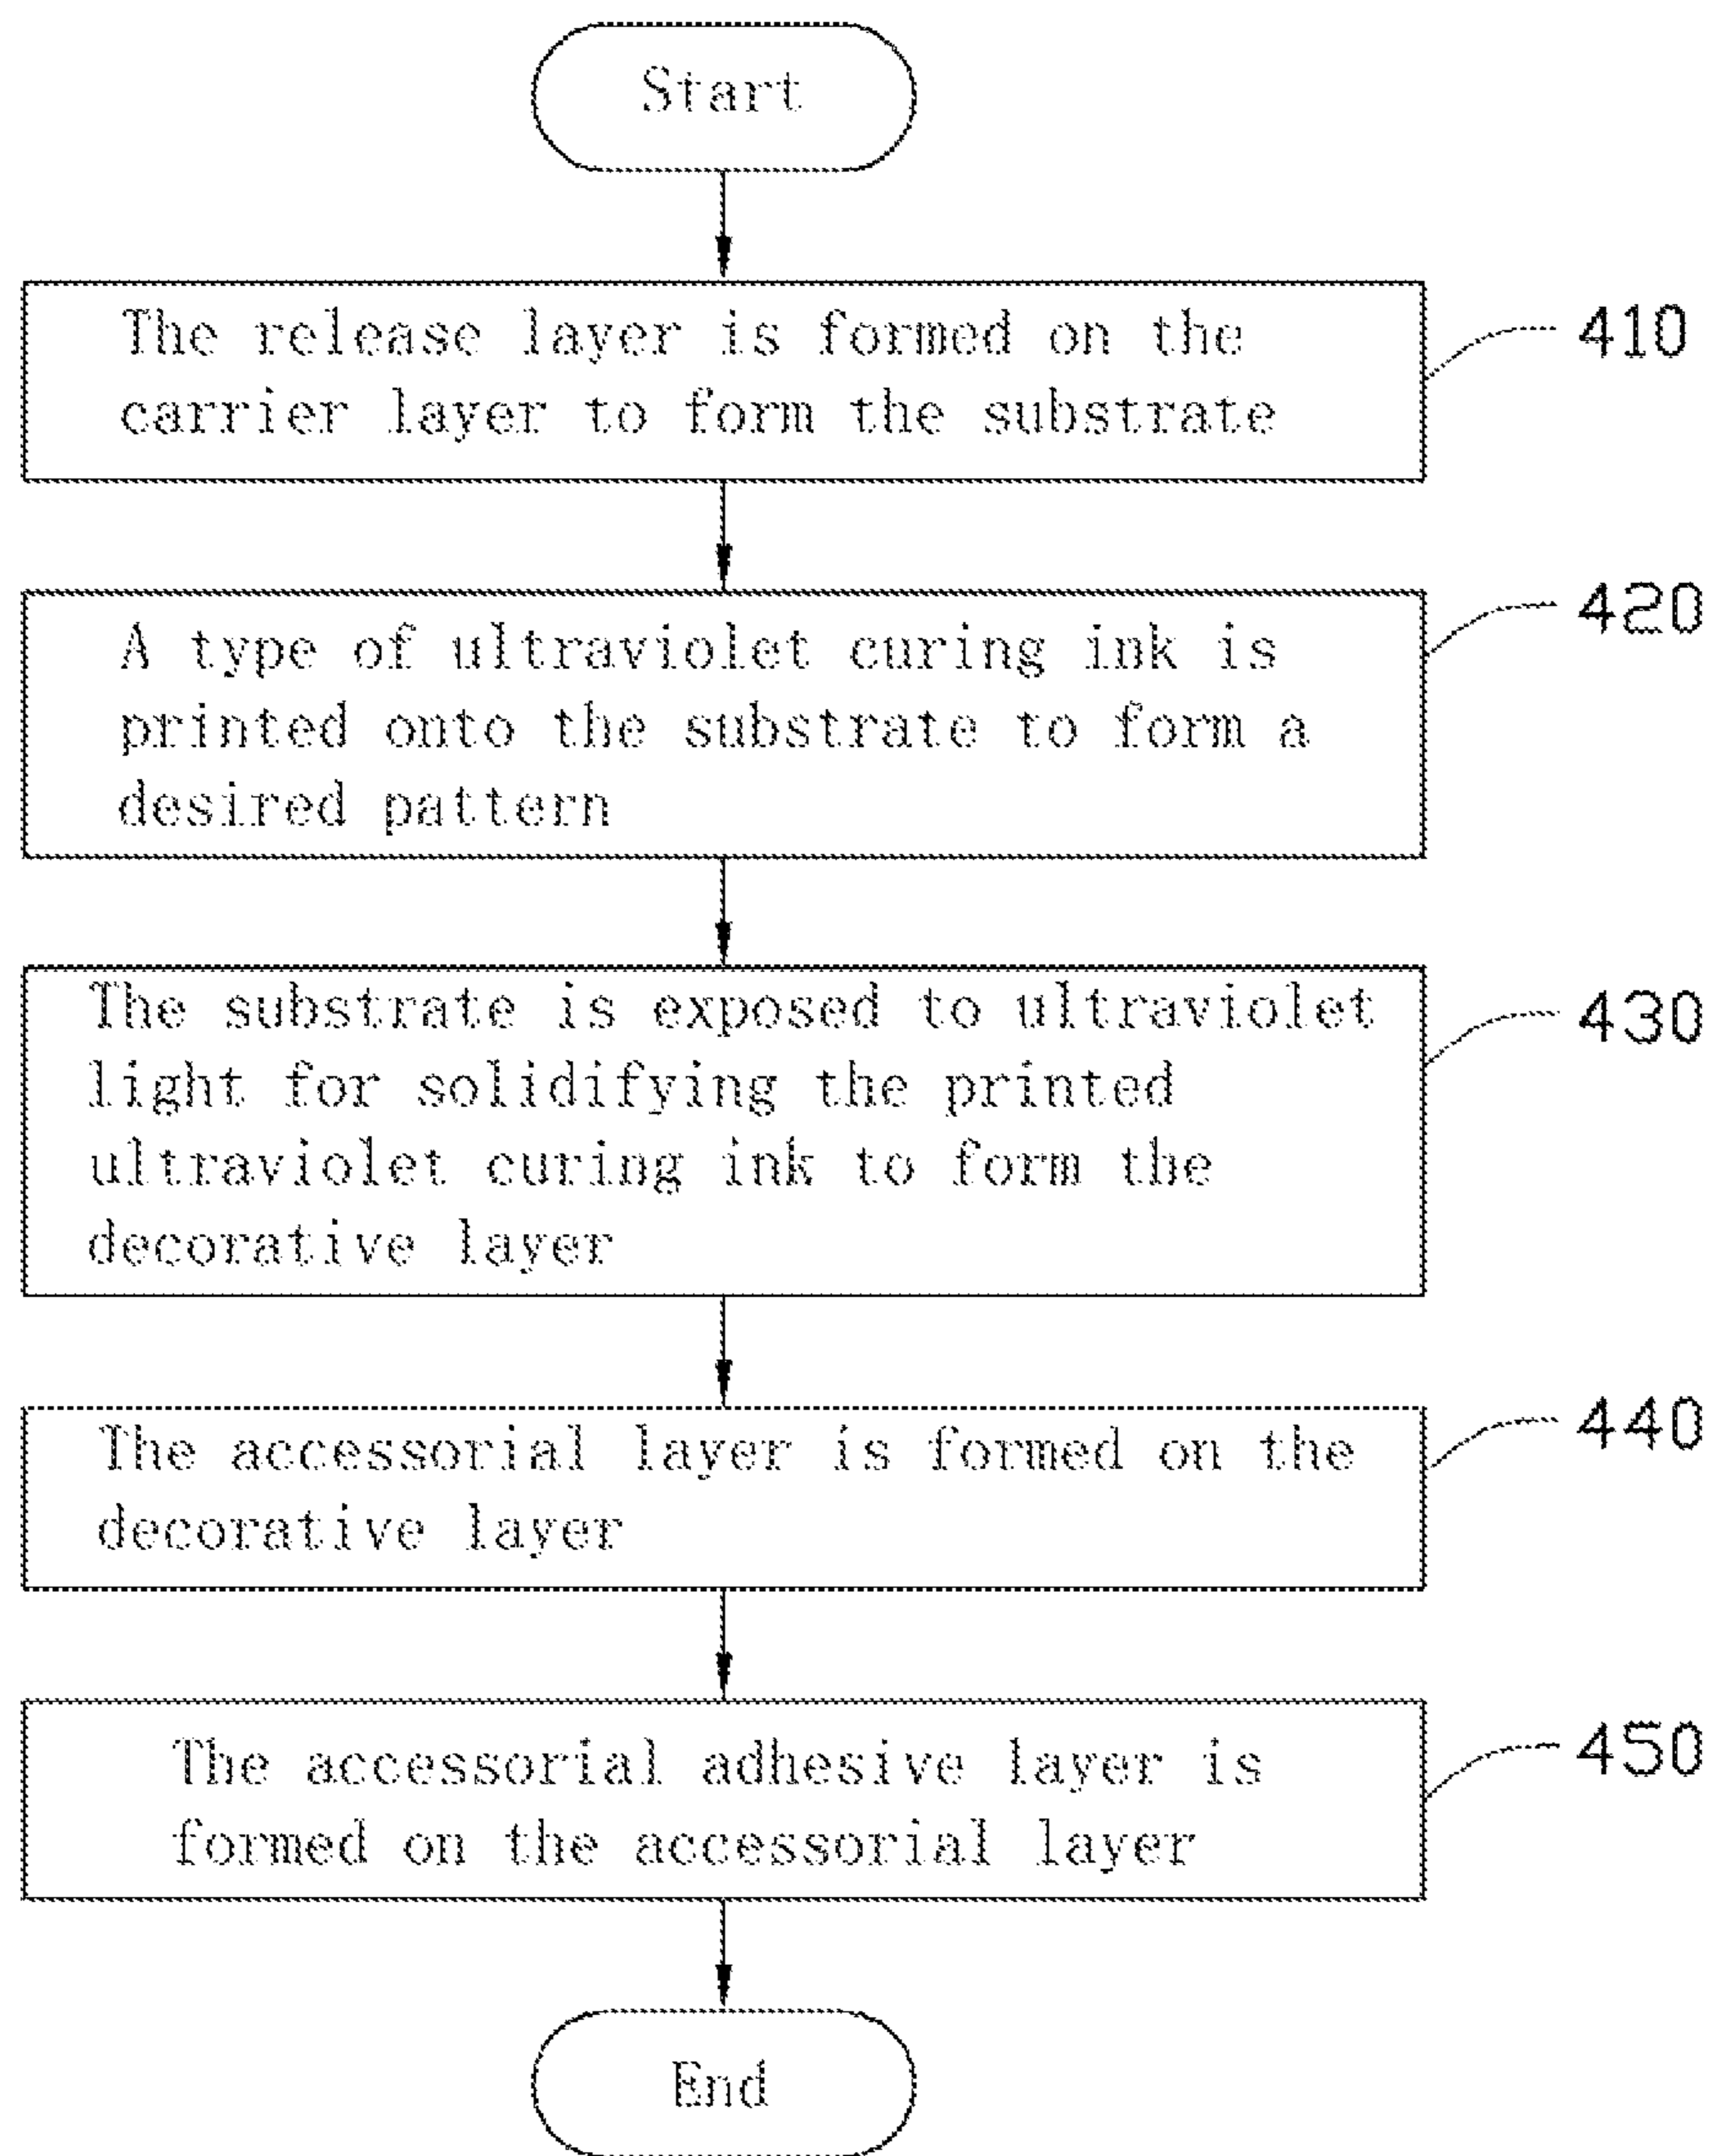 Start
The release layer is formed on the
carrier layer to form the substrate
410
A type of ultraviolet curing ink is
printed onto the substrate to form a
desired pattern
420
The substrate is exposed to ultraviolet
light for solidifying the printed
ultraviolet curing ink to form the
decorative layer
430
The accessorial layer is formed on the
decorative layer
440
The accessorial adhesive layer is
formed on the accessorial layer
450
End